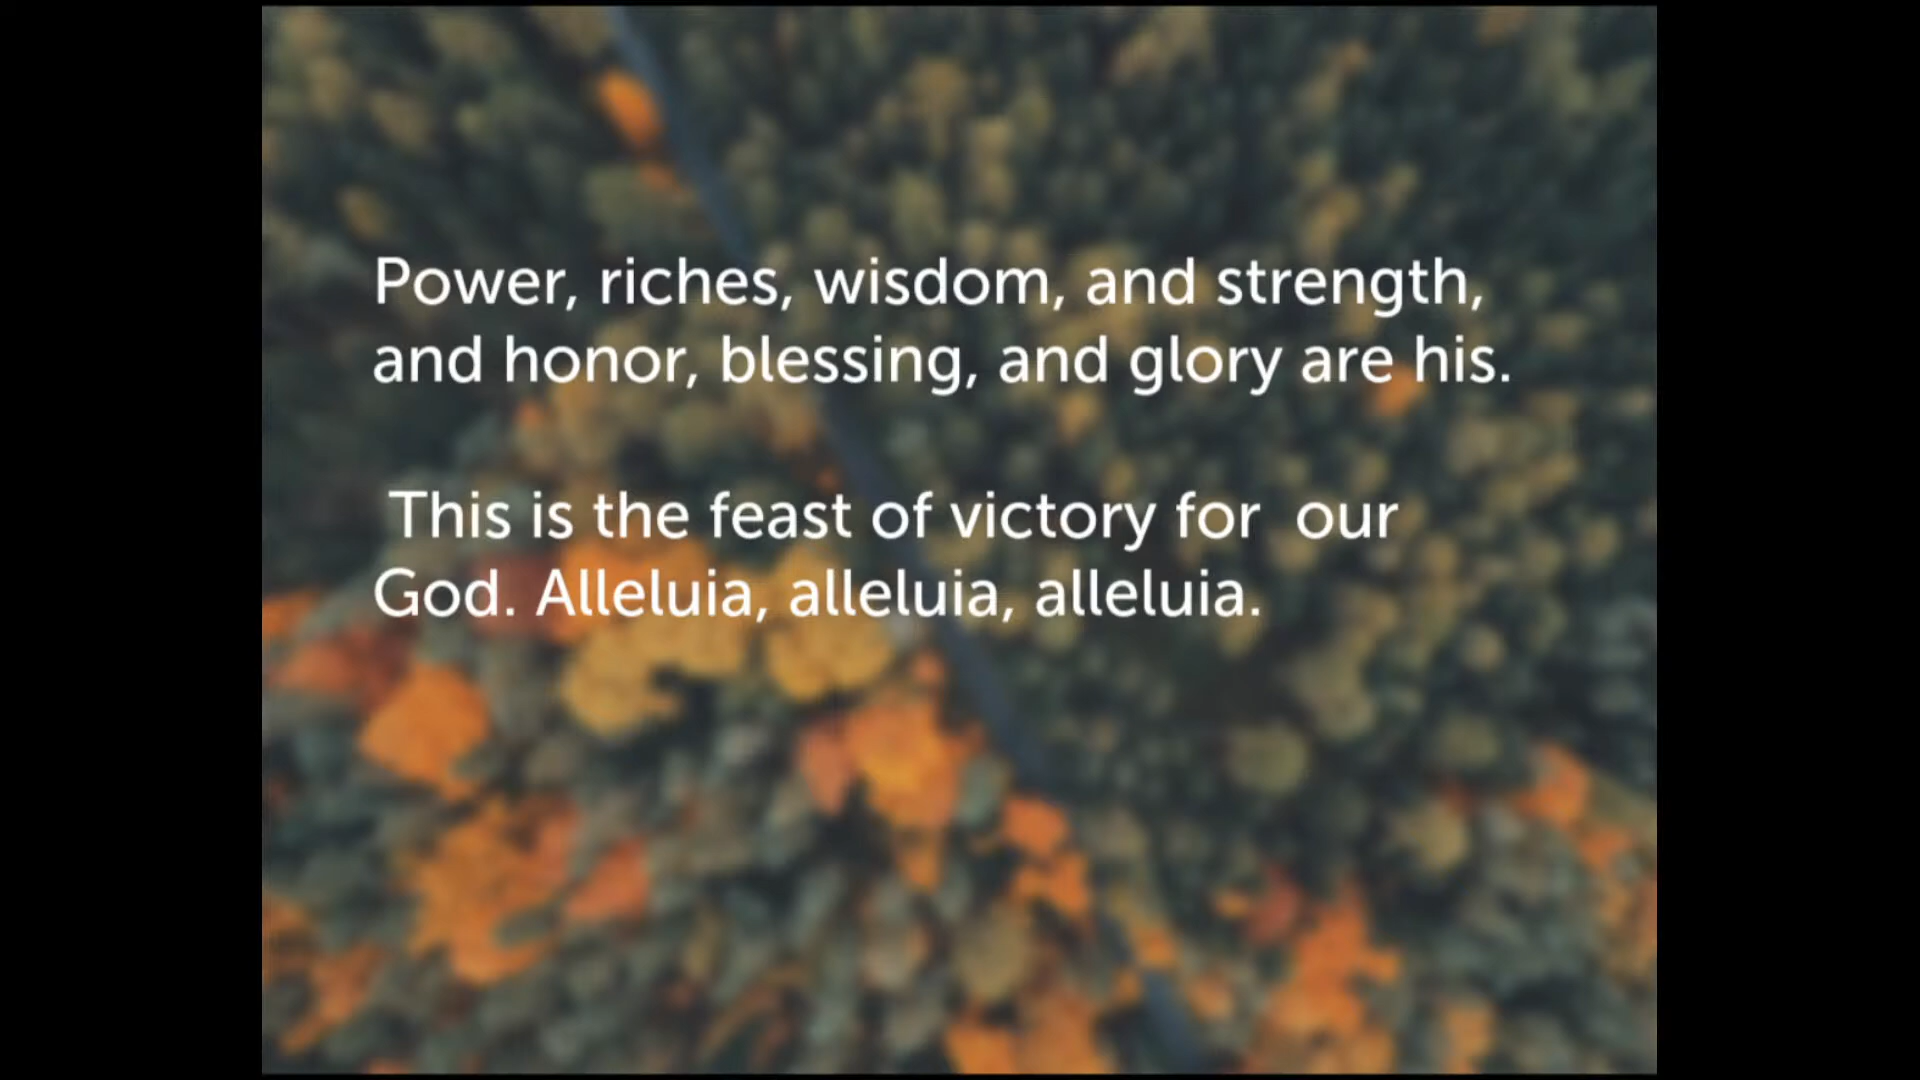 Power, riches, wisdom, and strength,
and honor, blessing, and glory are his.
This is the feast of victory for  our
God. Alleluia, alleluia, alleluia.